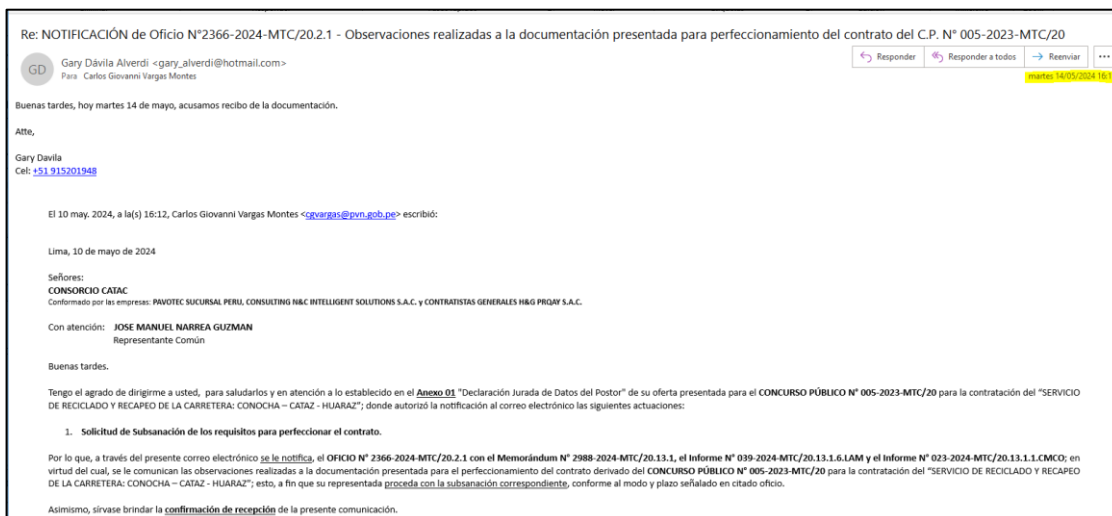 Re: NOTIFICACIÓN de Oficio N°2366-2024-MTC/20.2.1 - Observaciones realizadas a la documentación presentada para perfeccionamiento del contrato del C.P. N° 005-2023-MTC/20
GD
Gary Dávila Alverdi <gary_alverdi@hotmail.com>
Para Carlos Giovanni Vargas Montes
Responder Responder a todos Reenviar ...
martes 14/05/2024 16:1
Buenas tardes, hoy martes 14 de mayo, acusamos recibo de la documentación.
Atte,
Gary Davila
Cel: +51 915201948
El 10 may. 2024, a la(s) 16:12, Carlos Giovanni Vargas Montes <cgvargas@pvn.gob.pe> escribió:
Lima, 10 de mayo de 2024
Señores:
CONSORCIO CATAC
Conformado por las empresas: PAVOTEC SUCURSAL PERU, CONSULTING N&C INTELLIGENT SOLUTIONS S.A.C. y CONTRATISTAS GENERALES H&G PRQAY S.A.C.
Con atención: JOSE MANUEL NARREA GUZMAN
Representante Común
Buenas tardes.
Tengo el agrado de dirigirme a usted, para saludarlos y en atención a lo establecido en el Anexo 01 "Declaración Jurada de Datos del Postor" de su oferta presentada para el CONCURSO PÚBLICO N° 005-2023-MTC/20 para la contratación del "SERVICIO
DE RECICLADO Y RECAPEO DE LA CARRETERA: CONOCHA – CATAZ - HUARAZ"; donde autorizó la notificación al correo electrónico las siguientes actuaciones:
1. Solicitud de Subsanación de los requisitos para perfeccionar el contrato.
Por lo que, a través del presente correo electrónico se le notifica, el OFICIO N° 2366-2024-MTC/20.2.1 con el Memorándum N° 2988-2024-MTC/20.13.1, el Informe N° 039-2024-MTC/20.13.1.6.LAM y el Informe N° 023-2024-MTC/20.13.1.1.CMCO; en
virtud del cual, se le comunican las observaciones realizadas a la documentación presentada para el perfeccionamiento del contrato derivado del CONCURSO PÚBLICO N° 005-2023-MTC/20 para la contratación del "SERVICIO DE RECICLADO Y RECAPEO
DE LA CARRETERA: CONOCHA – CATAZ - HUARAZ"; esto, a fin que su representada proceda con la subsanación correspondiente, conforme al modo y plazo señalado en citado oficio.
Asimismo, sírvase brindar la confirmación de recepción de la presente comunicación.